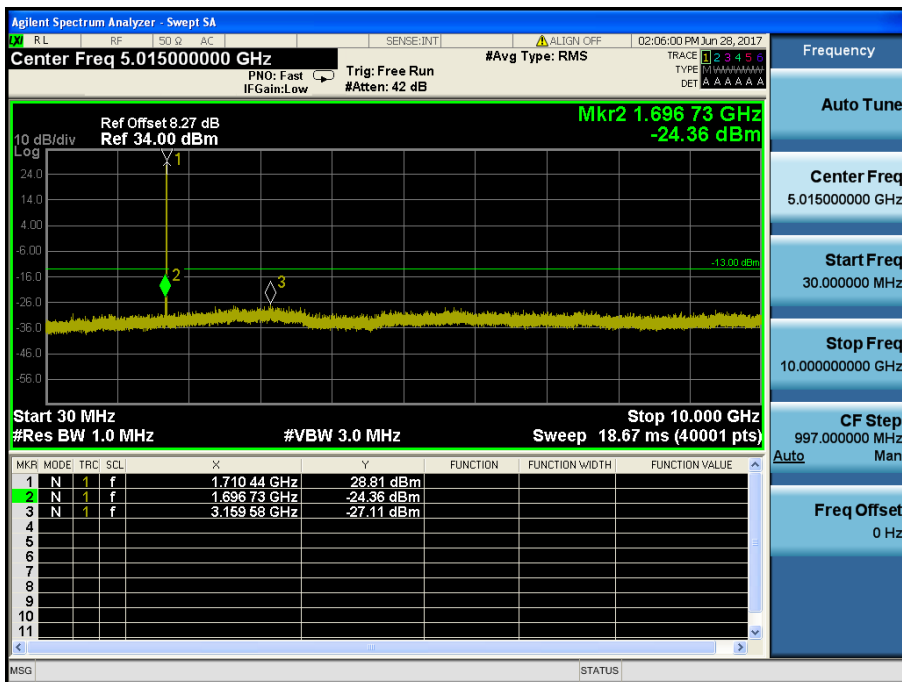 Agilent Spectrum Analyzer - Swept SA
LXI RL RF 50 Ω AC SENSE:INT ALIGN OFF 02:06:00 PM Jun 28, 2017
Center Freq 5.015000000 GHz
PNO: Fast
IFGain:Low
Trig: Free Run
#Atten: 42 dB
#Avg Type: RMS
TRACE 1 2 3 4 5 6
TYPE MWWWWW
DET A A A A A A
Mkr2 1.696 73 GHz
-24.36 dBm
Ref Offset 8.27 dB
10 dB/div Ref 34.00 dBm
Log
24.0
14.0
4.00
-6.00
-16.0
-26.0
-36.0
-46.0
-56.0
1
2
3
-13.00 dBm
Start 30 MHz Stop 10.000 GHz
#Res BW 1.0 MHz #VBW 3.0 MHz Sweep 18.67 ms (40001 pts)
MKR MODE TRC SCL X Y FUNCTION FUNCTION WIDTH FUNCTION VALUE
1 N 1 f 1.710 44 GHz 28.81 dBm
2 N 1 f 1.696 73 GHz -24.36 dBm
3 N 1 f 3.159 58 GHz -27.11 dBm
4
5
6
7
8
9
10
11
MSG STATUS
Frequency
Auto Tune
Center Freq
5.015000000 GHz
Start Freq
30.000000 MHz
Stop Freq
10.000000000 GHz
CF Step
997.000000 MHz
Auto Man
Freq Offset
0 Hz